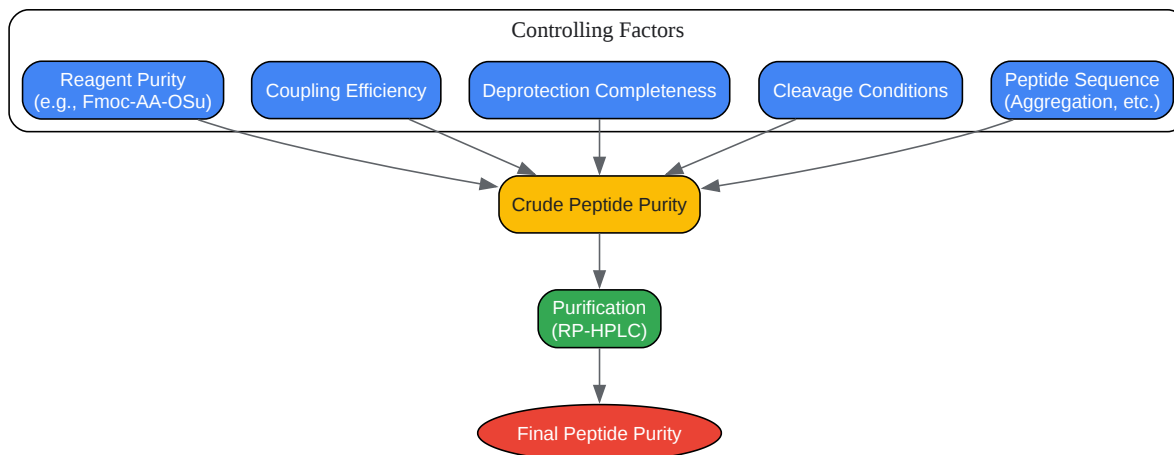 Controlling Factors
Reagent Purity
(e.g., Fmoc-AA-OSu)
Coupling Efficiency
Deprotection Completeness
Cleavage Conditions
Peptide Sequence
(Aggregation, etc.)
Crude Peptide Purity
Purification
(RP-HPLC)
Final Peptide Purity